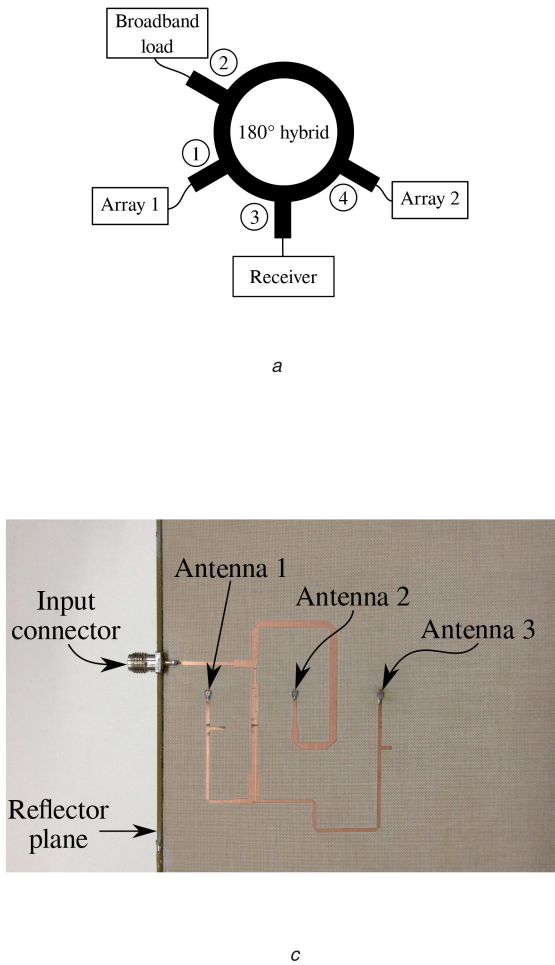 Broadband
load
2
180° hybrid
1
Array 1
3
4
Array 2
Receiver
a
Antenna 1
Input
connector
Antenna 2
Antenna 3
Reflector
plane
c